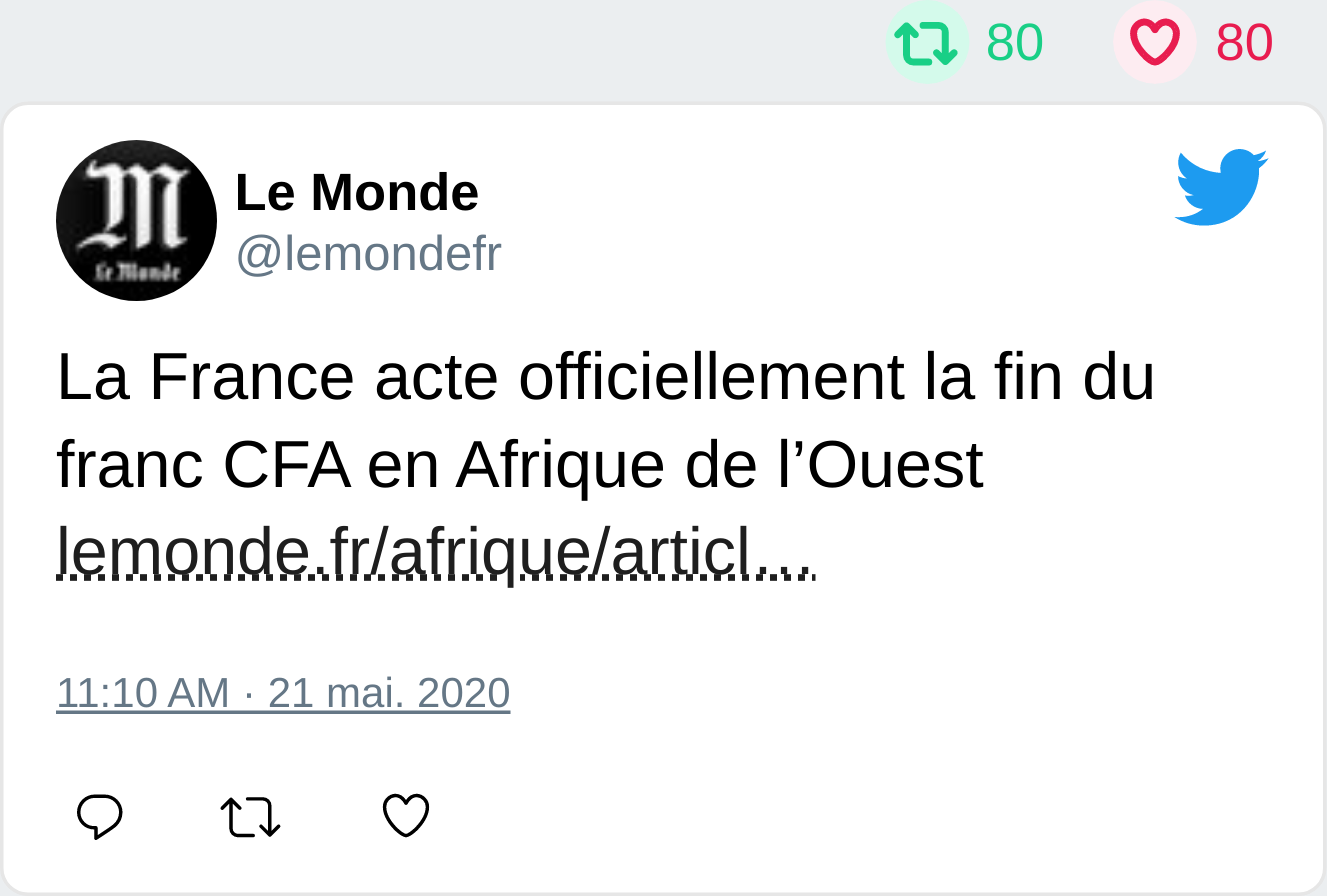 80 80
Le Monde
Le Monde
@lemondefr
La France acte officiellement la fin du
franc CFA en Afrique de l’Ouest
lemonde.fr/afrique/articl…
11:10 AM · 21 mai. 2020